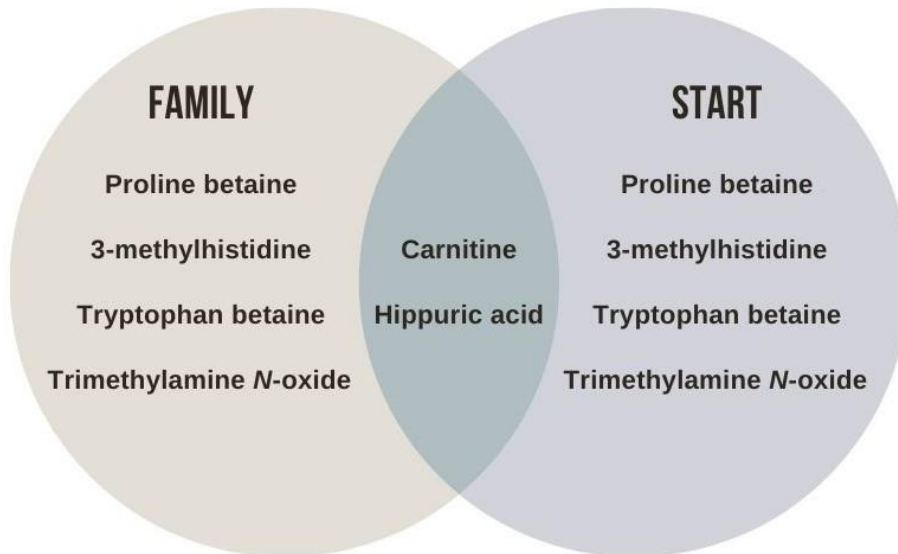 FAMILY
Proline betaine
3-methylhistidine
Tryptophan betaine
Trimethylamine N-oxide
Carnitine
Hippuric acid
START
Proline betaine
3-methylhistidine
Tryptophan betaine
Trimethylamine N-oxide